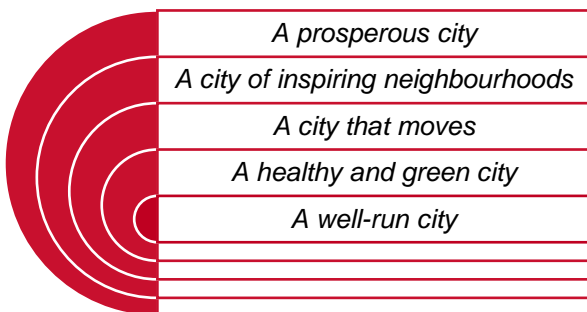 A prosperous city
A city of inspiring neighbourhoods
A city that moves
A healthy and green city
A well-run city